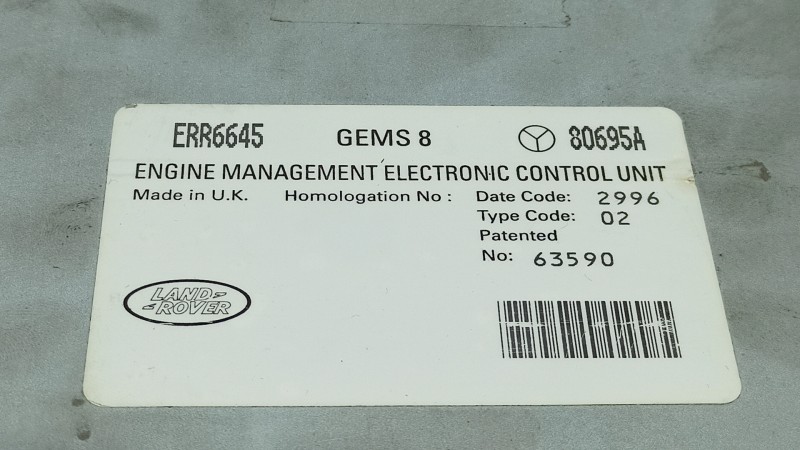 ERR6645 GEMS 8 80695A
ENGINE MANAGEMENT ELECTRONIC CONTROL UNIT
Made in U.K. Homologation No : Date Code: 2996
Type Code: 02
Patented
No: 63590
LAND
ROVER